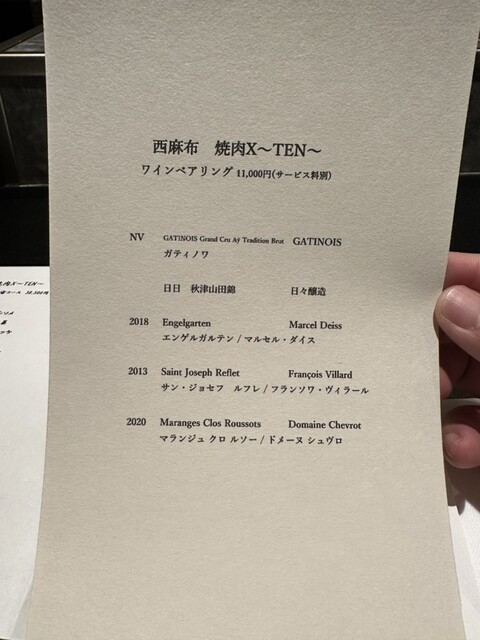 西麻布 焼肉X〜TEN〜
ワインペアリング 11,000円(サービス料別)
NV GATINOIS Grand Cru Aÿ Tradition Brut GATINOIS
ガティノワ
日日 秋津山田錦 日々醸造
2018 Engelgarten Marcel Deiss
エンゲルガルテン / マルセル・ダイス
2013 Saint Joseph Reflet François Villard
サン・ジョセフ ルフレ / フランソワ・ヴィラール
2020 Maranges Clos Roussots Domaine Chevrot
マランジュ クロ ルソー / ドメーヌ シュヴロ
肉X〜TEN〜